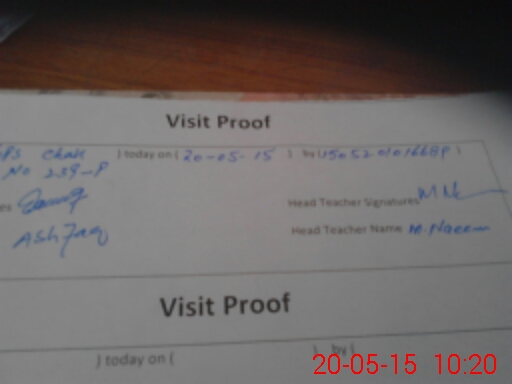 Visit Proof
) today on ( 20-05-15 ) by (
No 239-P
Head Teacher Signatures
Ashfaq
Head Teacher Name M. Naeem
Visit Proof
) today on ( ) by (
20-05-15 10:20